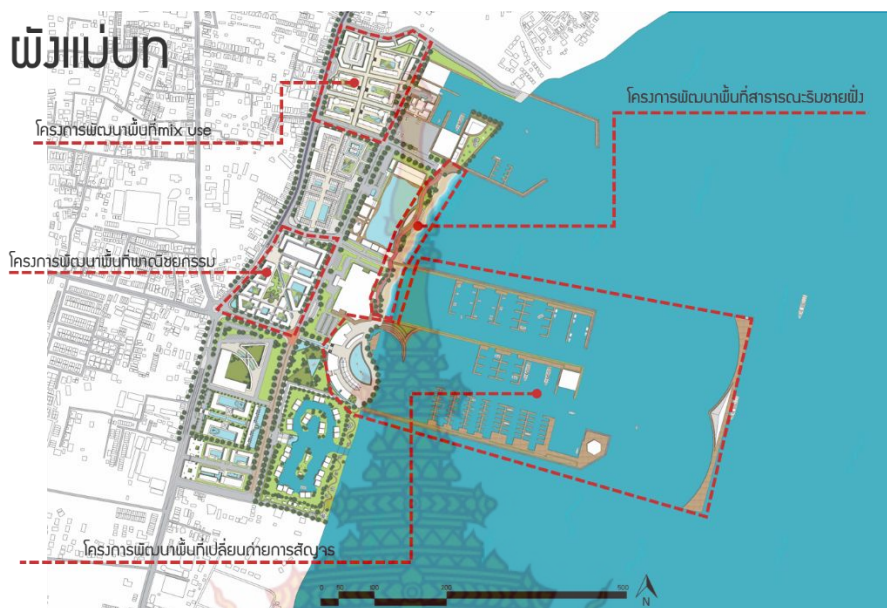 ผังแม่บท
โครงการพัฒนาพื้นที่สาธารณะริมชายฝั่ง
โครงการพัฒนาพื้นที่mix use
โครงการพัฒนาพื้นที่พาณิชยกรรม
โครงการพัฒนาพื้นที่เปลี่ยนถ่ายการสัญจร
0 50 100 200 500
N